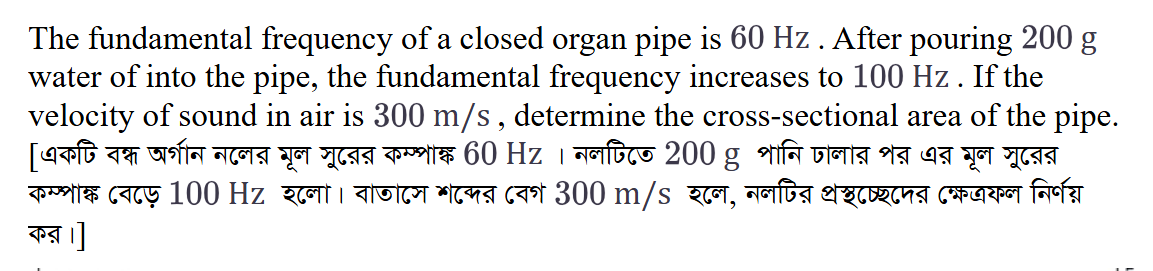 The fundamental frequency of a closed organ pipe is 60 Hz . After pouring 200 g
water of into the pipe, the fundamental frequency increases to 100 Hz . If the
velocity of sound in air is 300 m/s , determine the cross-sectional area of the pipe.
[একটি বন্ধ অর্গান নলের মূল সুরের কম্পাঙ্ক 60 Hz । নলটিতে 200 g পানি ঢালার পর এর মূল সুরের
কম্পাঙ্ক বেড়ে 100 Hz হলো। বাতাসে শব্দের বেগ 300 m/s হলে, নলটির প্রস্থচ্ছেদের ক্ষেত্রফল নির্ণয়
কর।]